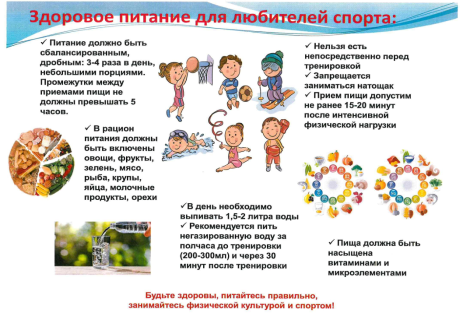 Здоровое питание для любителей спорта:
✓ Питание должно быть
сбалансированным,
дробным: 3-4 раза в день,
небольшими порциями.
Промежутки между
приемами пищи не
должны превышать 5
часов.
✓ Нельзя есть
непосредственно перед
тренировкой
✓ Запрещается
заниматься натощак
✓ Прием пищи допустим
не ранее 15-20 минут
после интенсивной
физической нагрузки
✓ В рацион
питания должны
быть включены
овощи, фрукты,
зелень, мясо,
рыба, крупы,
яйца, молочные
продукты, орехи
✓В день необходимо
выпивать 1,5-2 литра воды
✓ Рекомендуется пить
негазированную воду за
полчаса до тренировки
(200-300мл) и через 30
минут после тренировки
✓ Пища должна быть
насыщена
витаминами и
микроэлементами
Будьте здоровы, питайтесь правильно,
занимайтесь физической культурой и спортом!